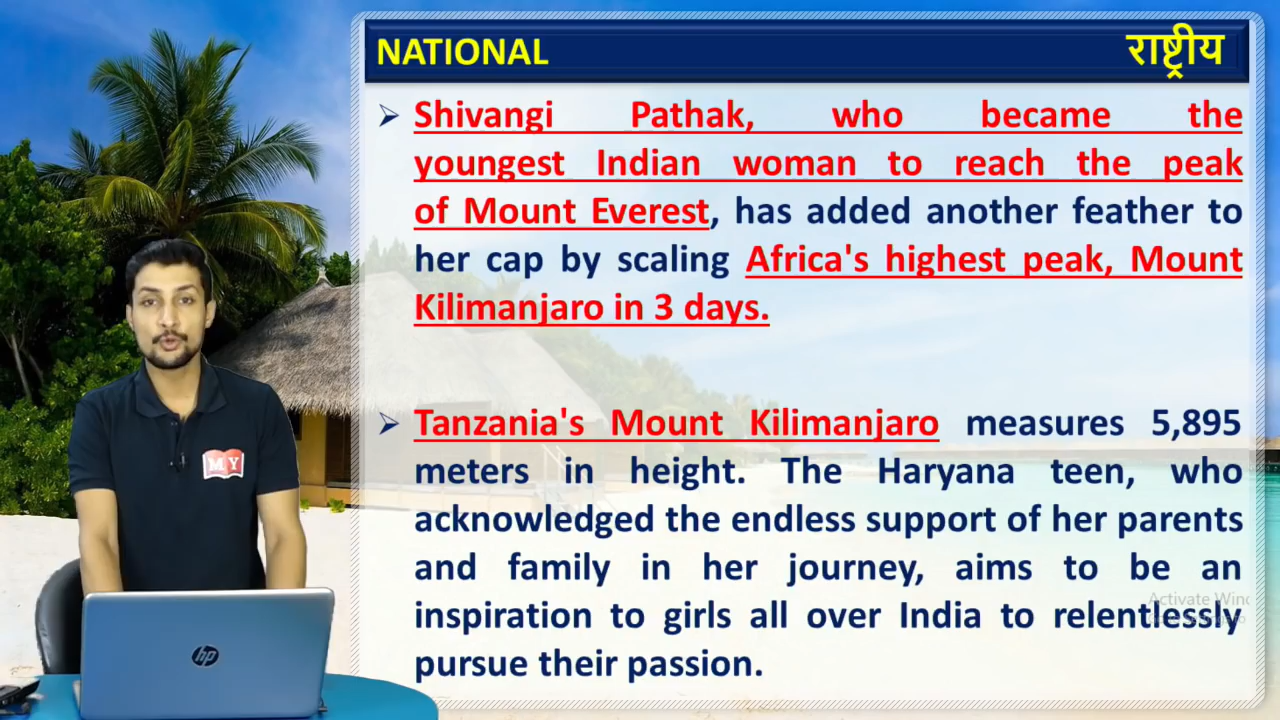 NATIONAL राष्ट्रीय
➢ Shivangi Pathak, who became the
youngest Indian woman to reach the peak
of Mount Everest, has added another feather to
her cap by scaling Africa's highest peak, Mount
Kilimanjaro in 3 days.
➢ Tanzania's Mount Kilimanjaro measures 5,895
meters in height. The Haryana teen, who
acknowledged the endless support of her parents
and family in her journey, aims to be an
inspiration to girls all over India to relentlessly
pursue their passion.
MY
hp
Activate Wind